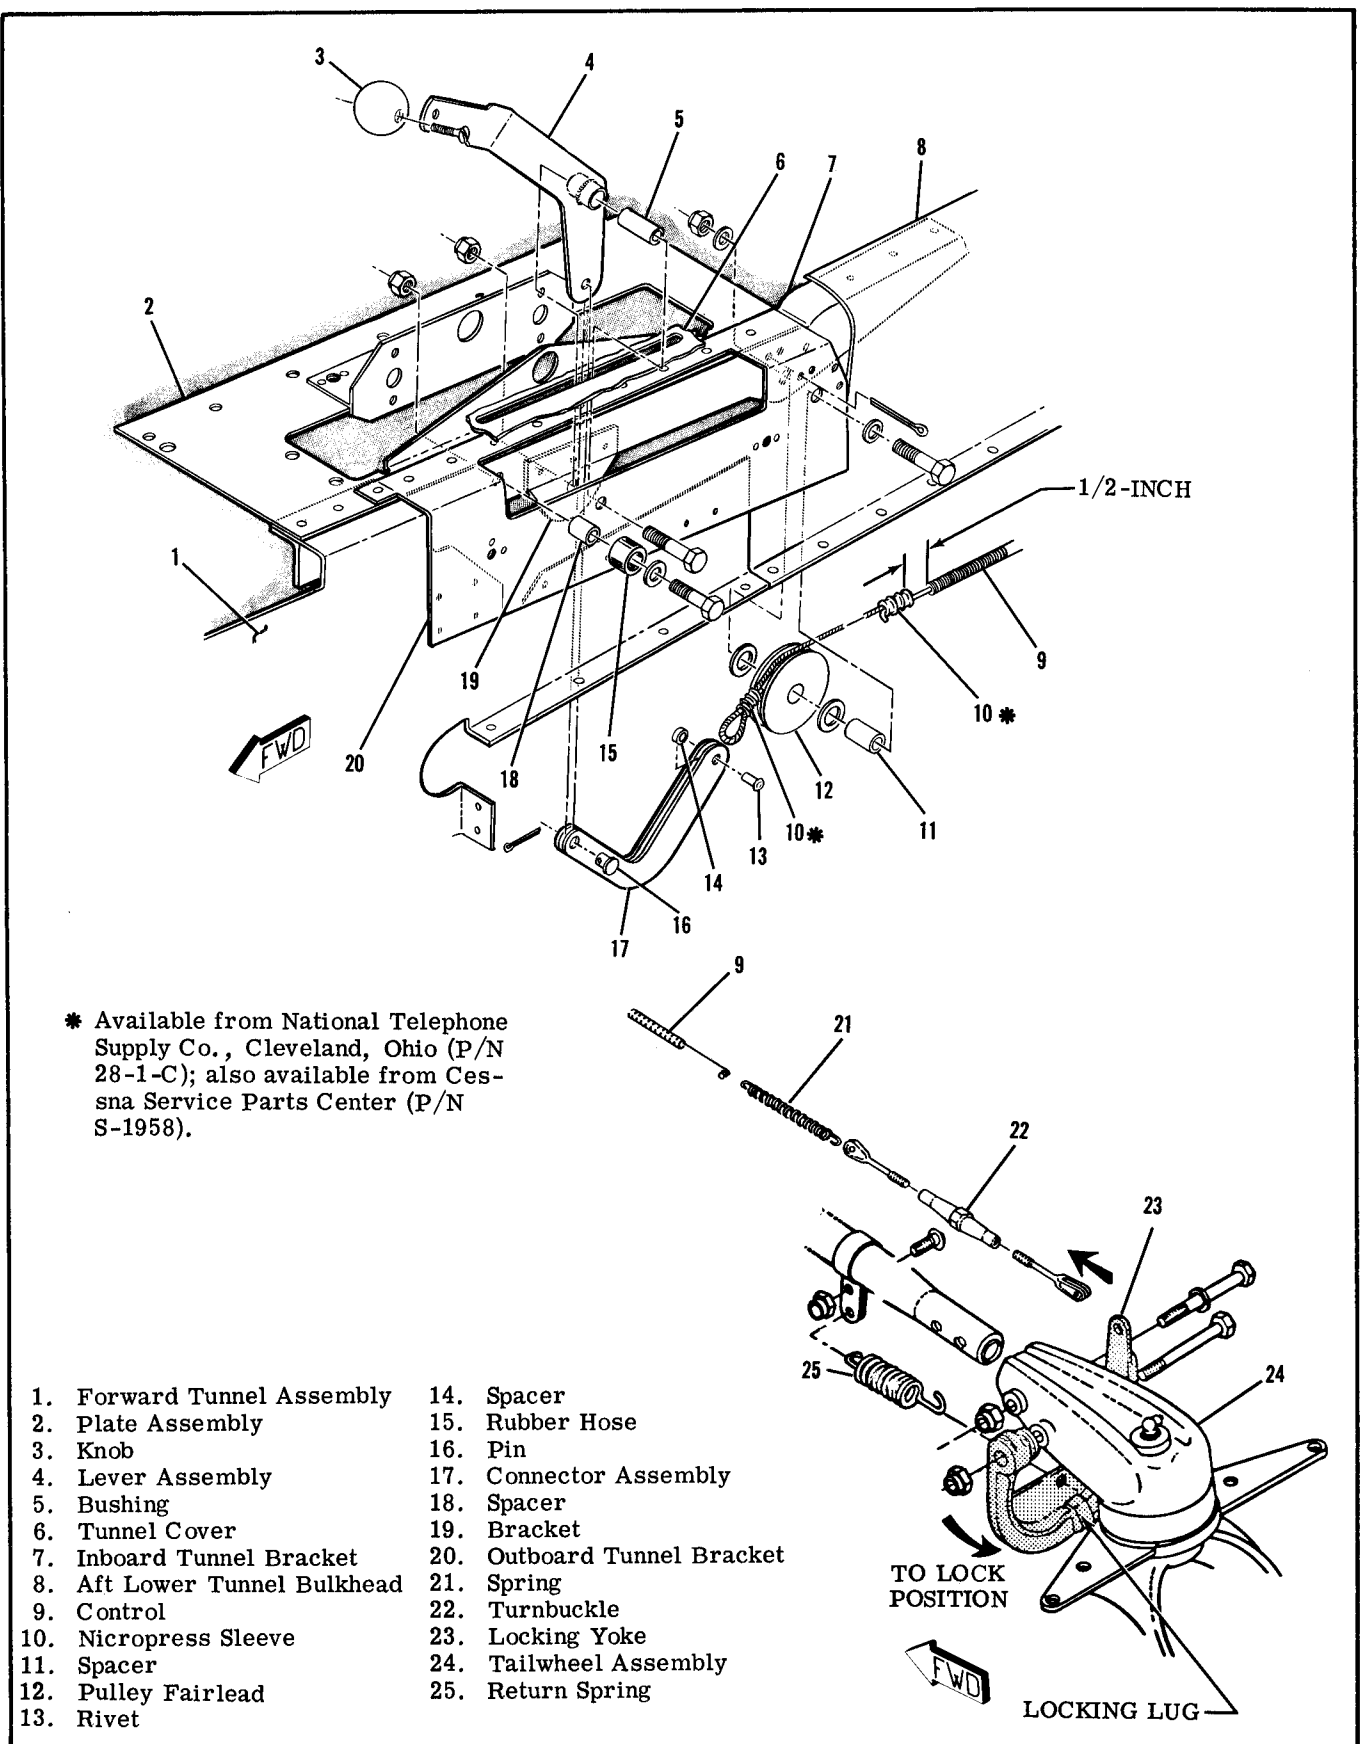 3
4
5
6
7
8
2
1
1/2-INCH
9
10 *
19
20
18
15
12
11
10 *
13
14
16
17
FWD
9
* Available from National Telephone
Supply Co., Cleveland, Ohio (P/N
28-1-C); also available from Ces-
sna Service Parts Center (P/N
S-1958).
21
22
23
25
24
TO LOCK
POSITION
FWD
LOCKING LUG
1. Forward Tunnel Assembly
2. Plate Assembly
3. Knob
4. Lever Assembly
5. Bushing
6. Tunnel Cover
7. Inboard Tunnel Bracket
8. Aft Lower Tunnel Bulkhead
9. Control
10. Nicropress Sleeve
11. Spacer
12. Pulley Fairlead
13. Rivet
14. Spacer
15. Rubber Hose
16. Pin
17. Connector Assembly
18. Spacer
19. Bracket
20. Outboard Tunnel Bracket
21. Spring
22. Turnbuckle
23. Locking Yoke
24. Tailwheel Assembly
25. Return Spring